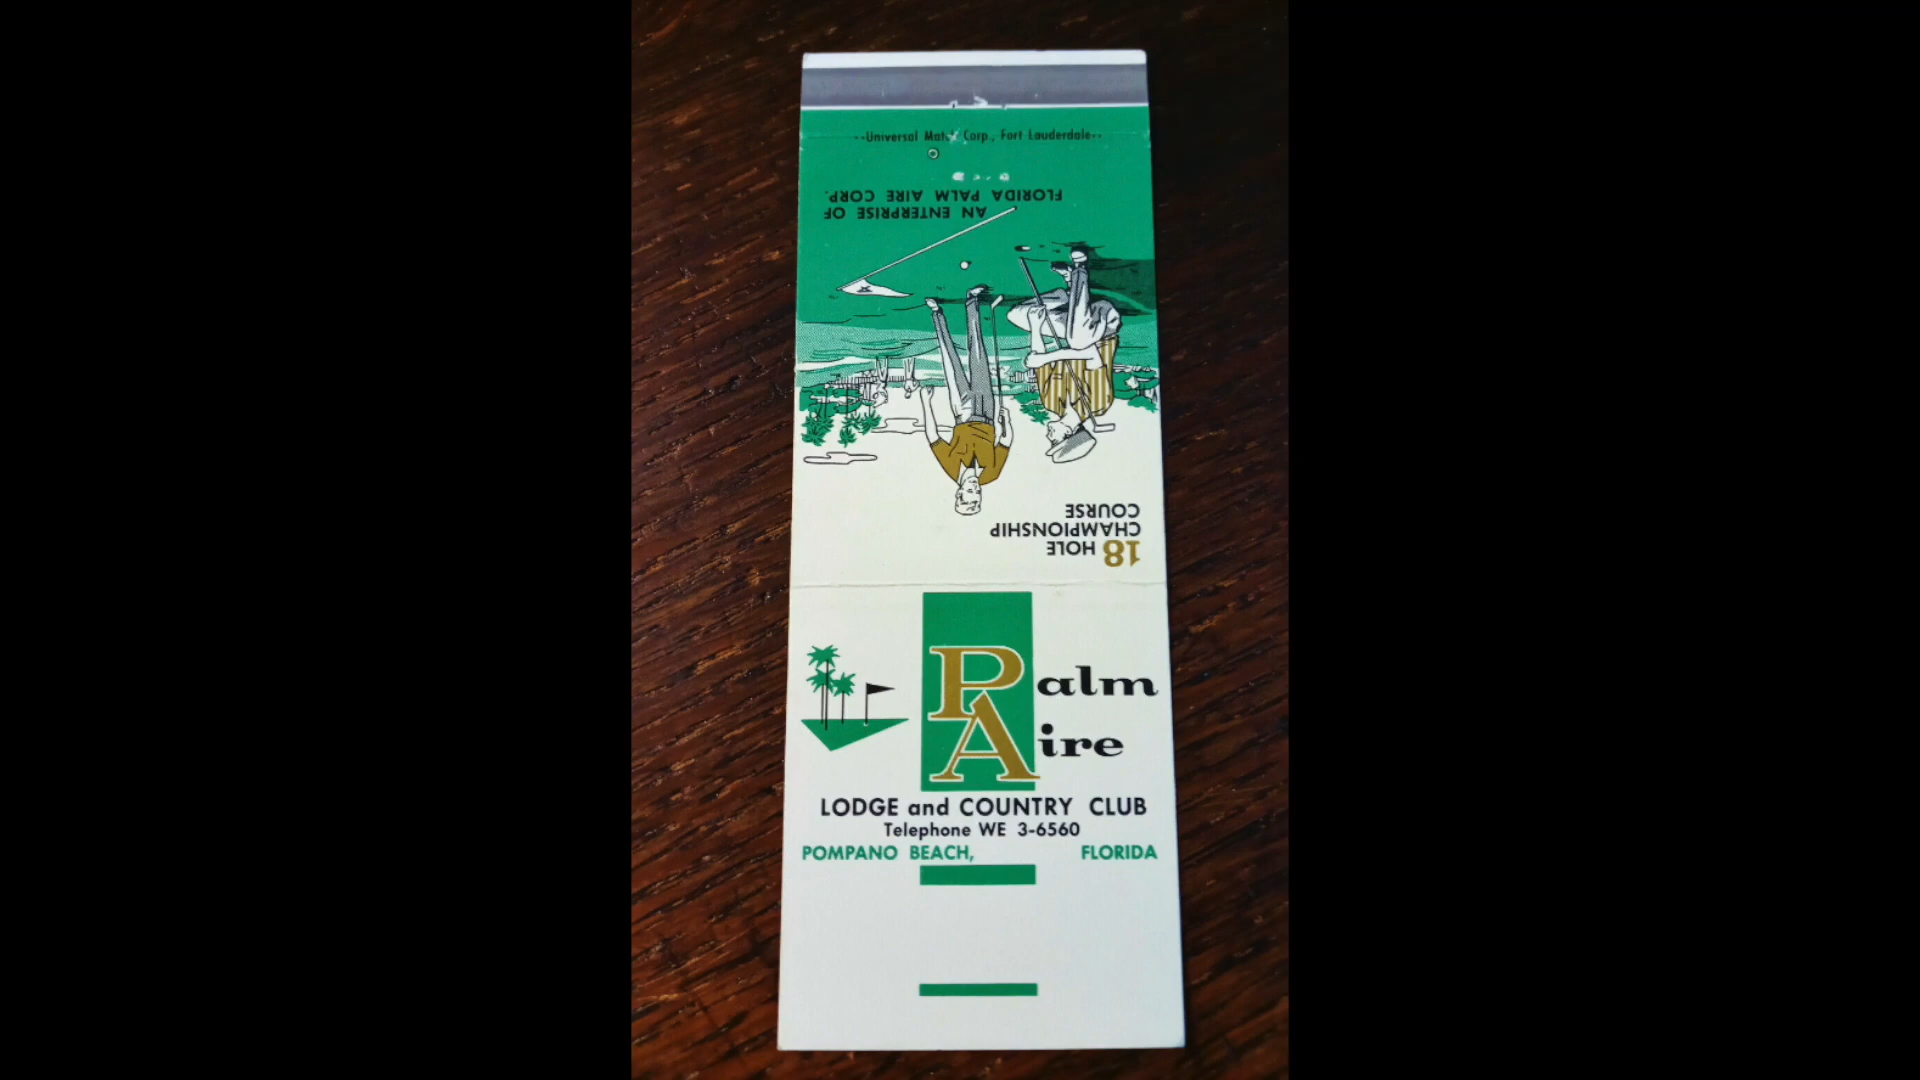 --Universal Match Corp., Fort Lauderdale--
AN ENTERPRISE OF
FLORIDA PALM AIRE CORP.
18 HOLE
CHAMPIONSHIP
COURSE
Palm
Aire
LODGE and COUNTRY CLUB
Telephone WE 3-6560
POMPANO BEACH, FLORIDA